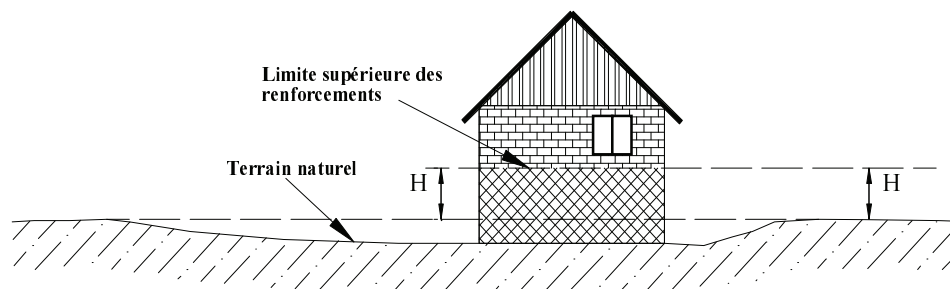 Limite supérieure des
renforcements
Terrain naturel
H
H